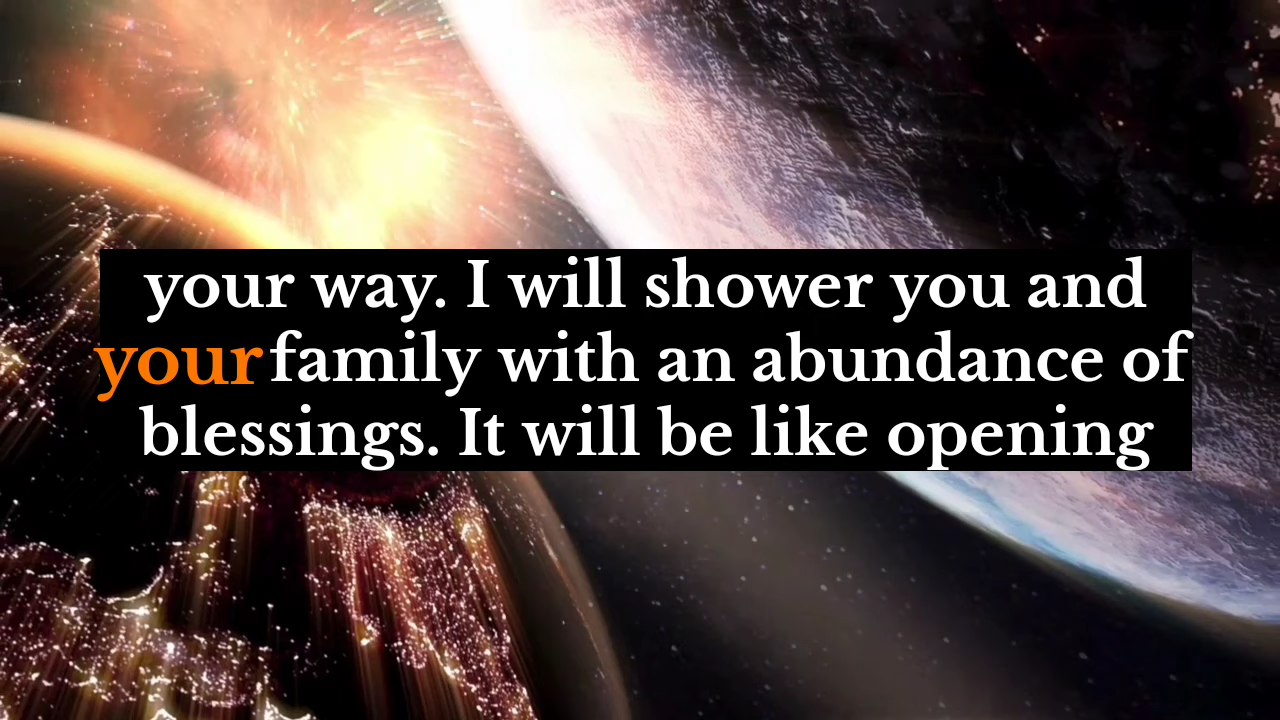 your way. I will shower you and
your family with an abundance of
blessings. It will be like opening